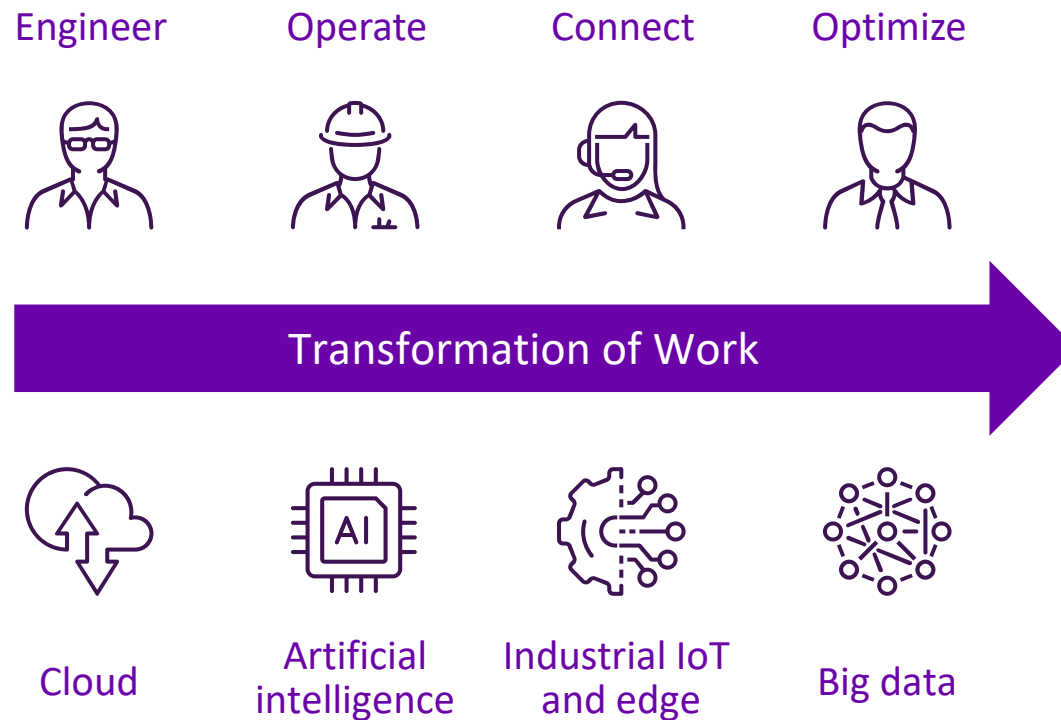 Engineer
Operate
Connect
Optimize
Transformation of Work
AI
Cloud
Artificial
intelligence
Industrial IoT
and edge
Big data